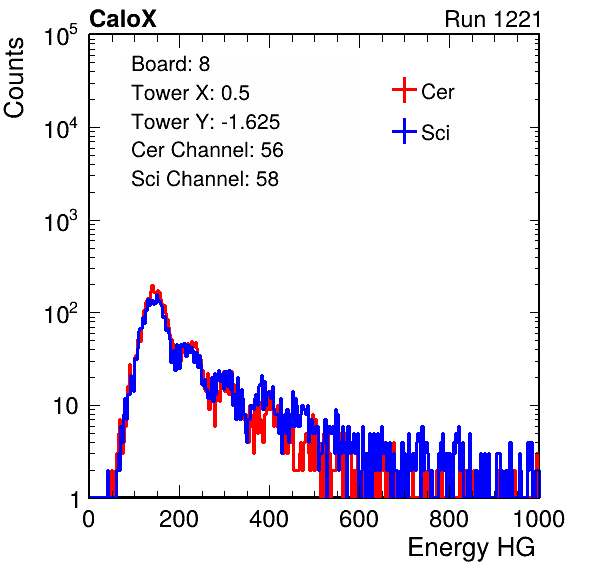 CaloX Run 1221
Counts
10^5
10^4
10^3
10^2
10
1
Board: 8
Tower X: 0.5
Tower Y: -1.625
Cer Channel: 56
Sci Channel: 58
Cer
Sci
0 200 400 600 800 1000
Energy HG